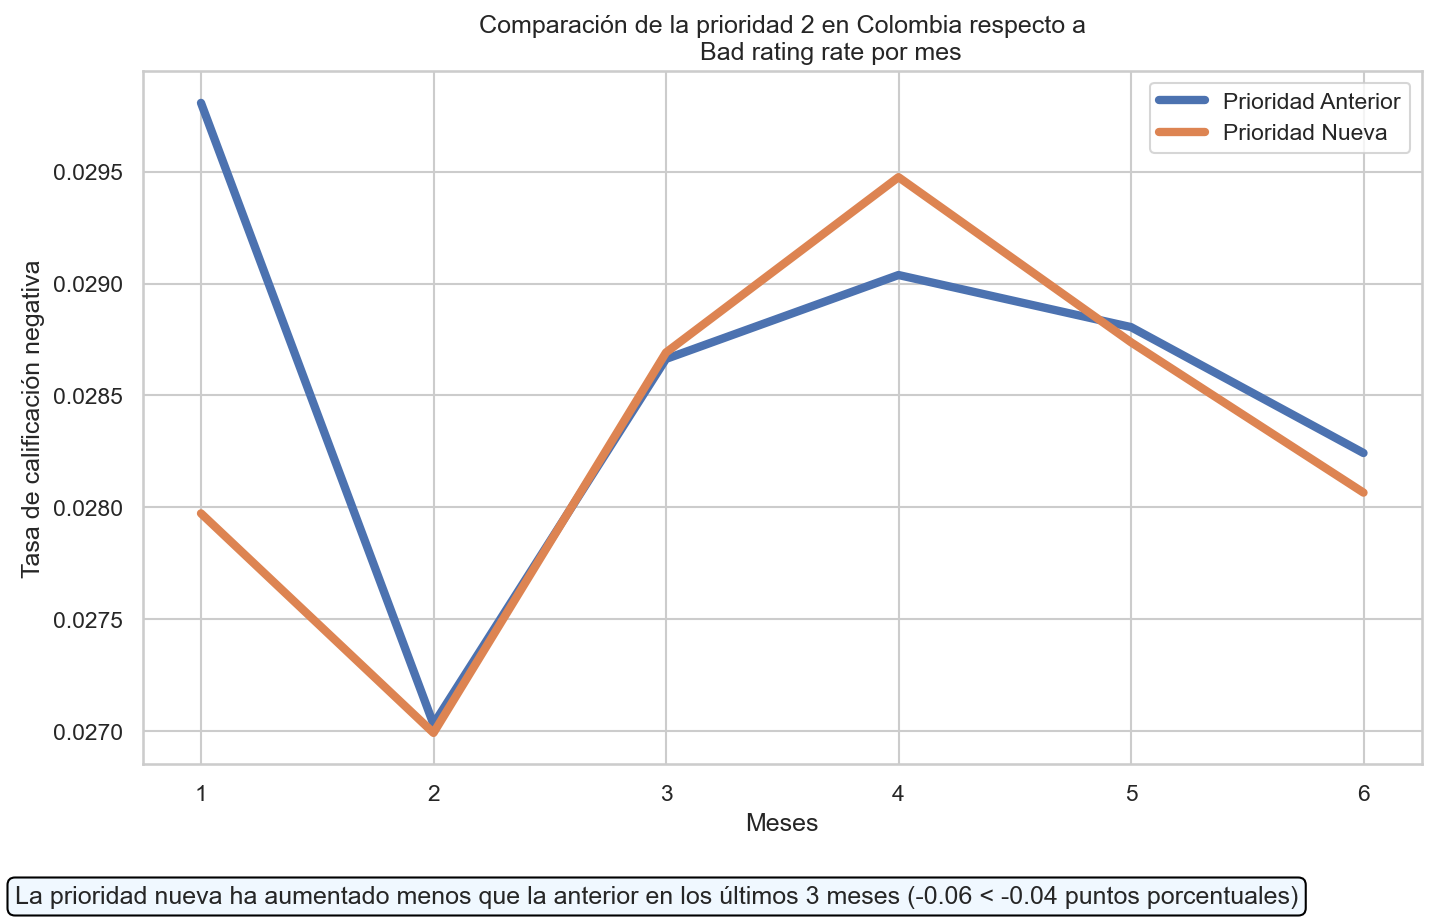 Comparación de la prioridad 2 en Colombia respecto a
Bad rating rate por mes
Prioridad Anterior
Prioridad Nueva
Tasa de calificación negativa
0.0295
0.0290
0.0285
0.0280
0.0275
0.0270
1 2 3 4 5 6
Meses
La prioridad nueva ha aumentado menos que la anterior en los últimos 3 meses (-0.06 < -0.04 puntos porcentuales)